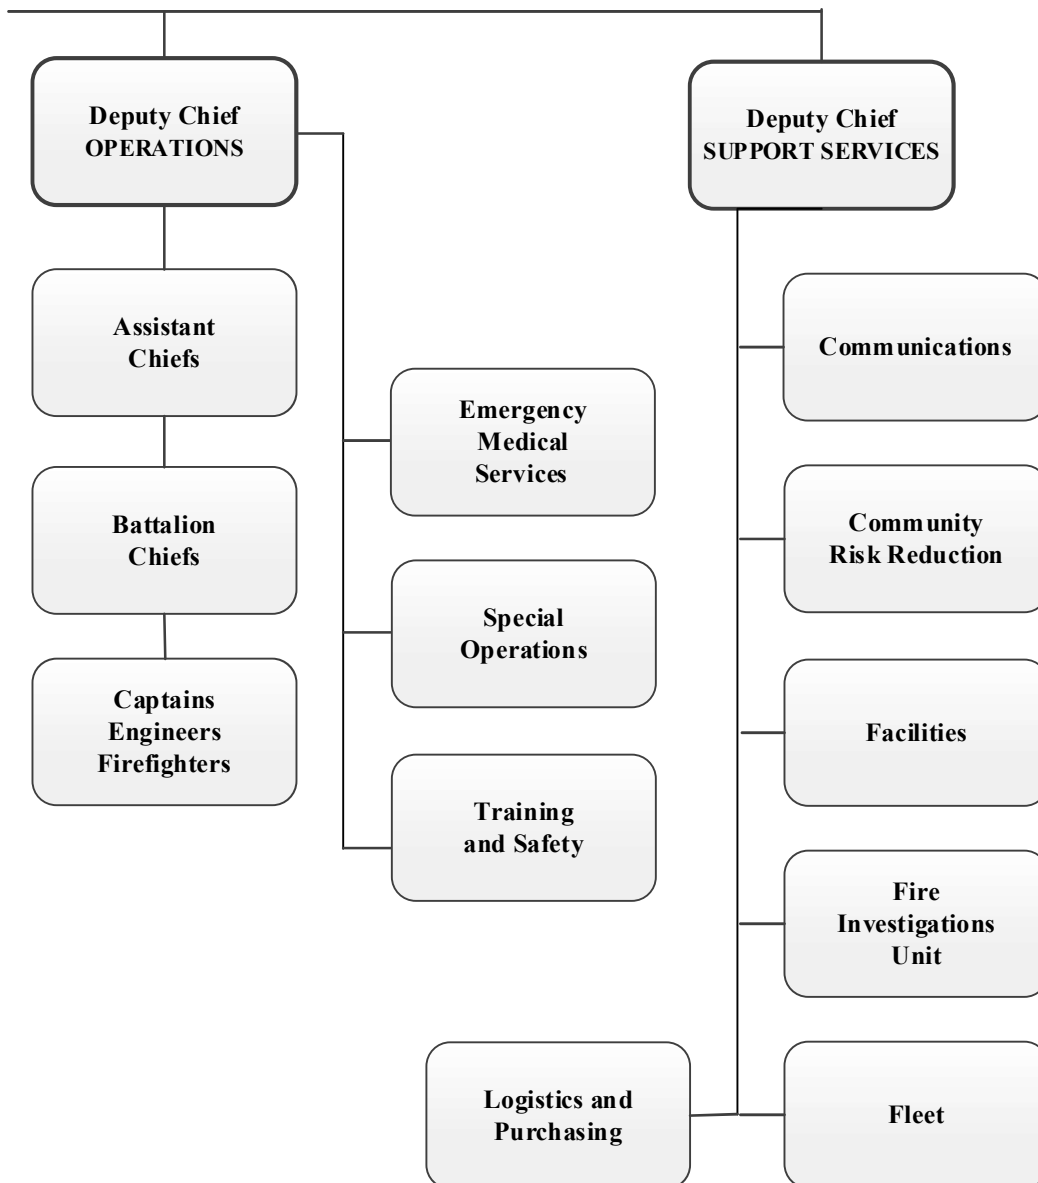 Deputy Chief
OPERATIONS
Deputy Chief
SUPPORT SERVICES
Assistant
Chiefs
Battalion
Chiefs
Captains
Engineers
Firefighters
Emergency
Medical
Services
Special
Operations
Training
and Safety
Communications
Community
Risk Reduction
Facilities
Fire
Investigations
Unit
Logistics and
Purchasing
Fleet